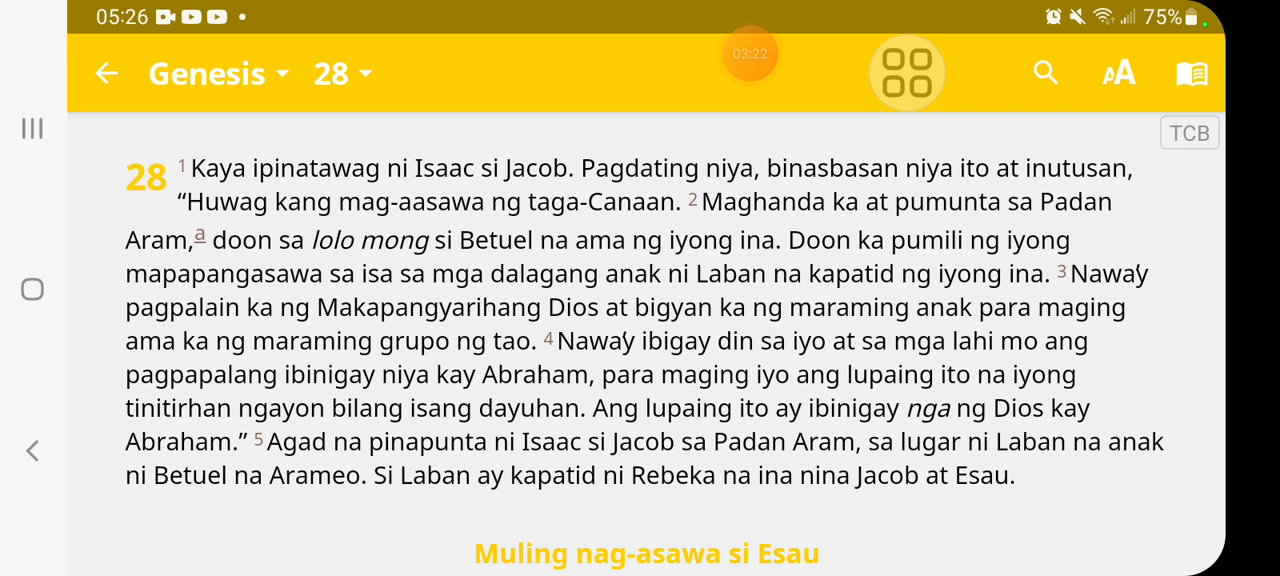 05:26 75%
03:22
Genesis 28 AA
TCB
28 1 Kaya ipinatawag ni Isaac si Jacob. Pagdating niya, binasbasan niya ito at inutusan,
“Huwag kang mag-aasawa ng taga-Canaan. 2 Maghanda ka at pumunta sa Padan
Aram,a doon sa lolo mong si Betuel na ama ng iyong ina. Doon ka pumili ng iyong
mapapangasawa sa isa sa mga dalagang anak ni Laban na kapatid ng iyong ina. 3 Naway̕
pagpalain ka ng Makapangyarihang Dios at bigyan ka ng maraming anak para maging
ama ka ng maraming grupo ng tao. 4 Naway̕ ibigay din sa iyo at sa mga lahi mo ang
pagpapalang ibinigay niya kay Abraham, para maging iyo ang lupaing ito na iyong
tinitirhan ngayon bilang isang dayuhan. Ang lupaing ito ay ibinigay nga ng Dios kay
Abraham.” 5 Agad na pinapunta ni Isaac si Jacob sa Padan Aram, sa lugar ni Laban na anak
ni Betuel na Arameo. Si Laban ay kapatid ni Rebeka na ina nina Jacob at Esau.
Muling nag-asawa si Esau